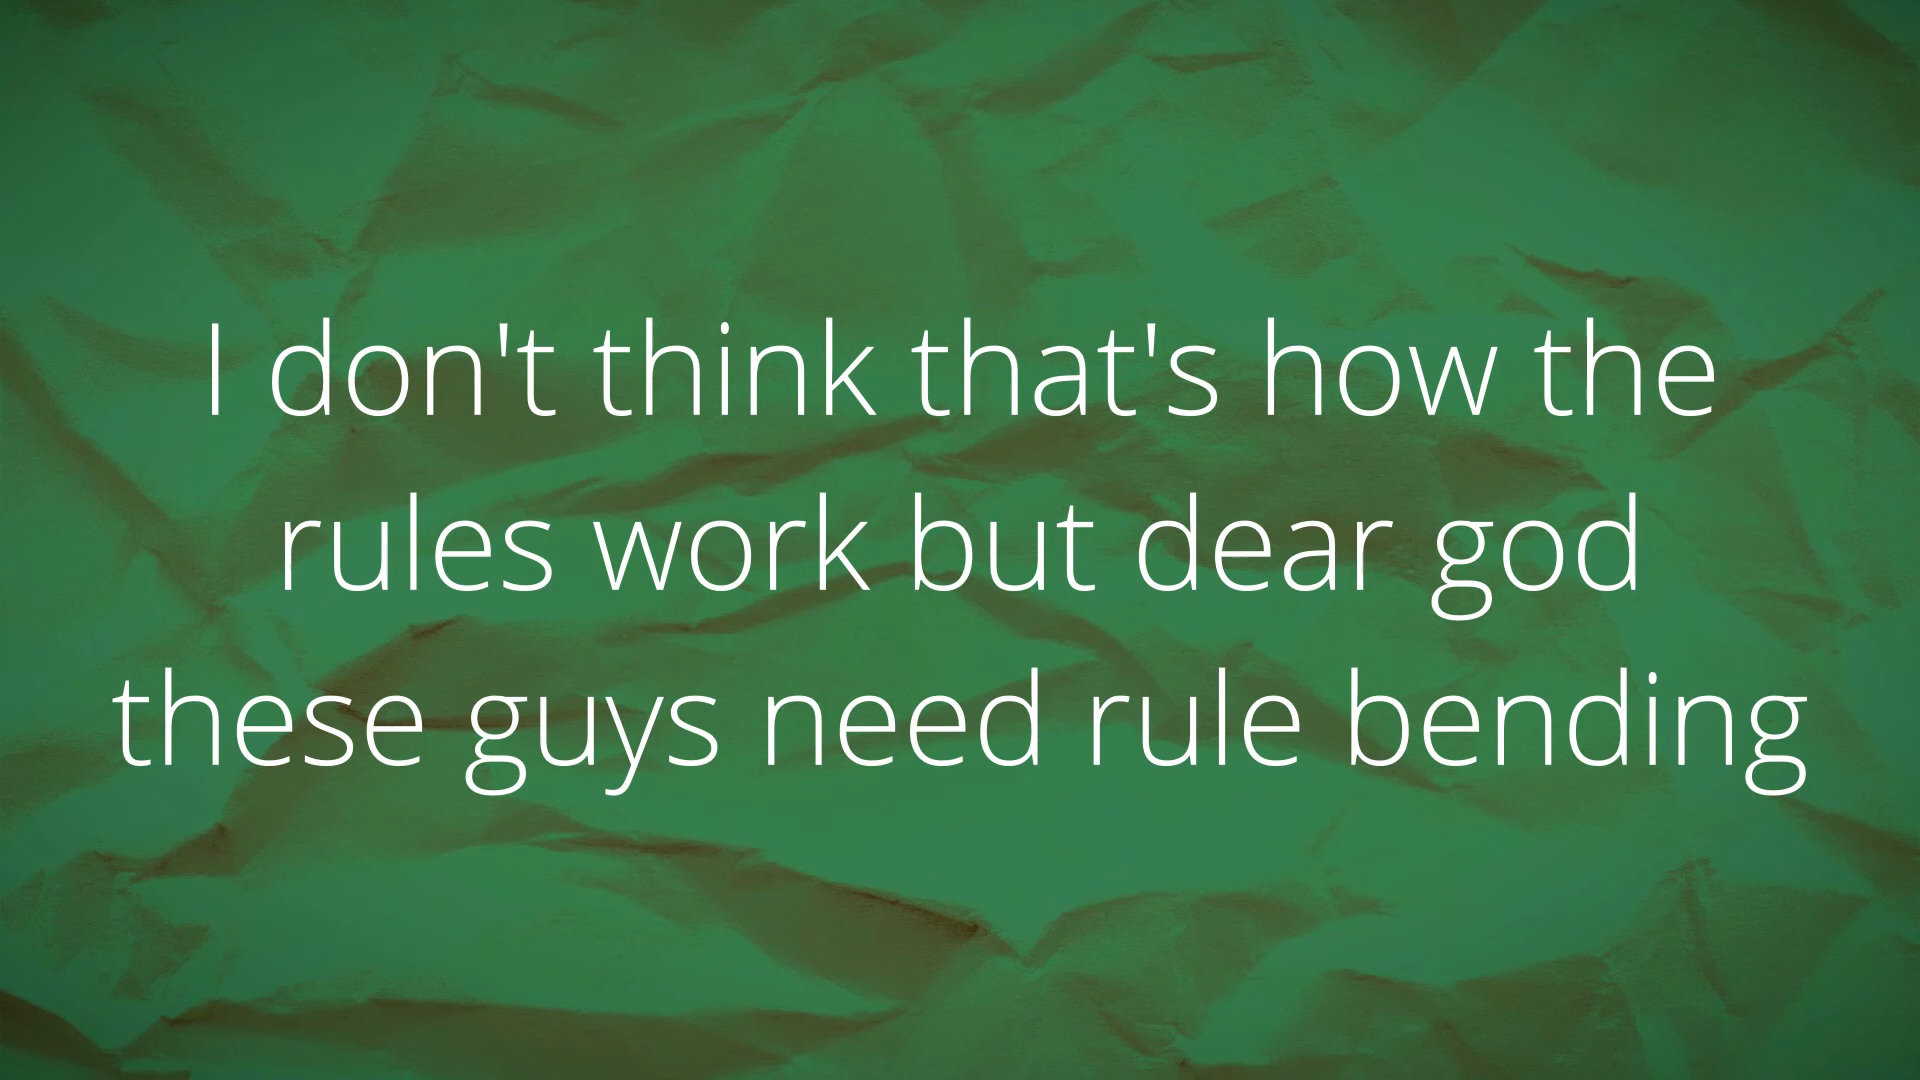 I don't think that's how the
rules work but dear god
these guys need rule bending